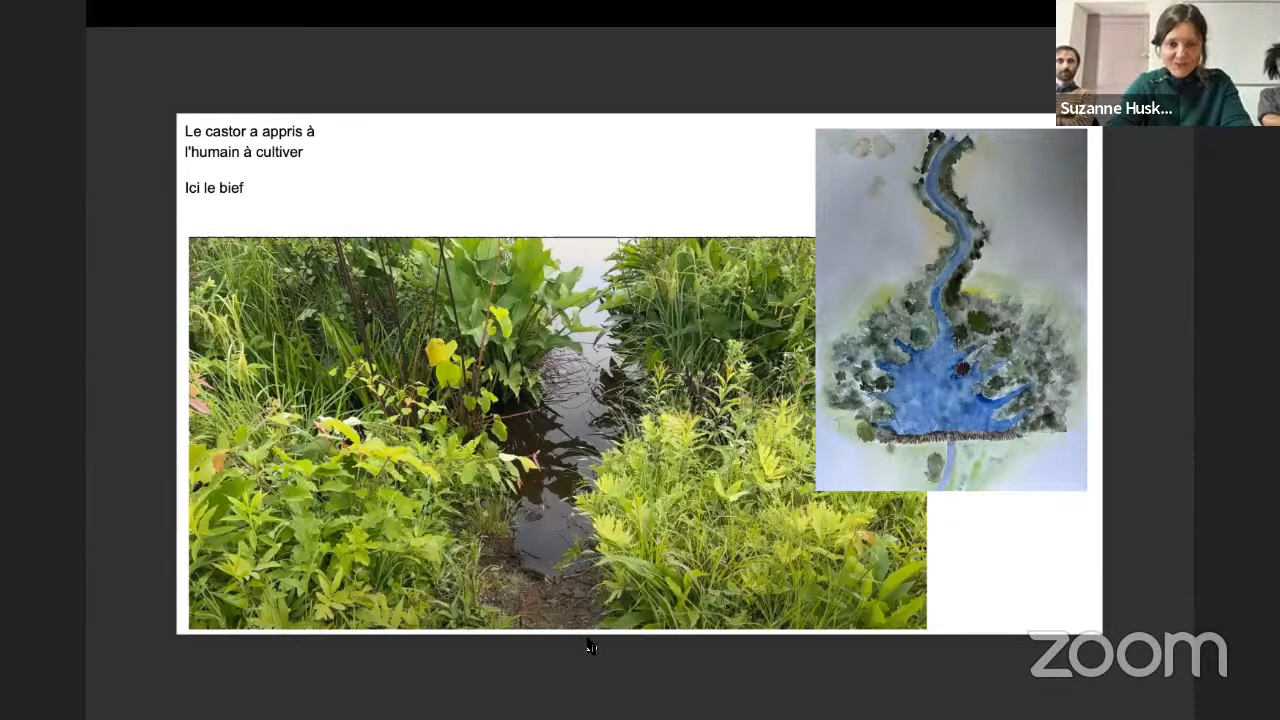 Suzanne Husk...
Le castor a appris à
l'humain à cultiver
Ici le bief
zoom